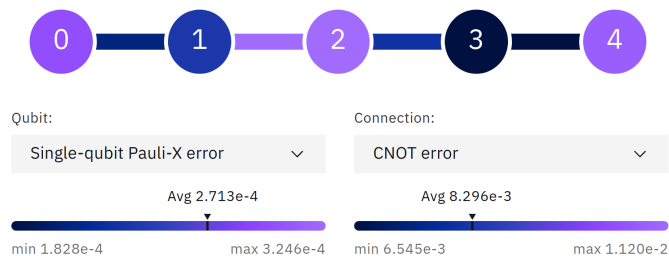 0 1 2 3 4
Qubit: Connection:
Single-qubit Pauli-X error CNOT error
Avg 2.713e-4 Avg 8.296e-3
min 1.828e-4 max 3.246e-4 min 6.545e-3 max 1.120e-2